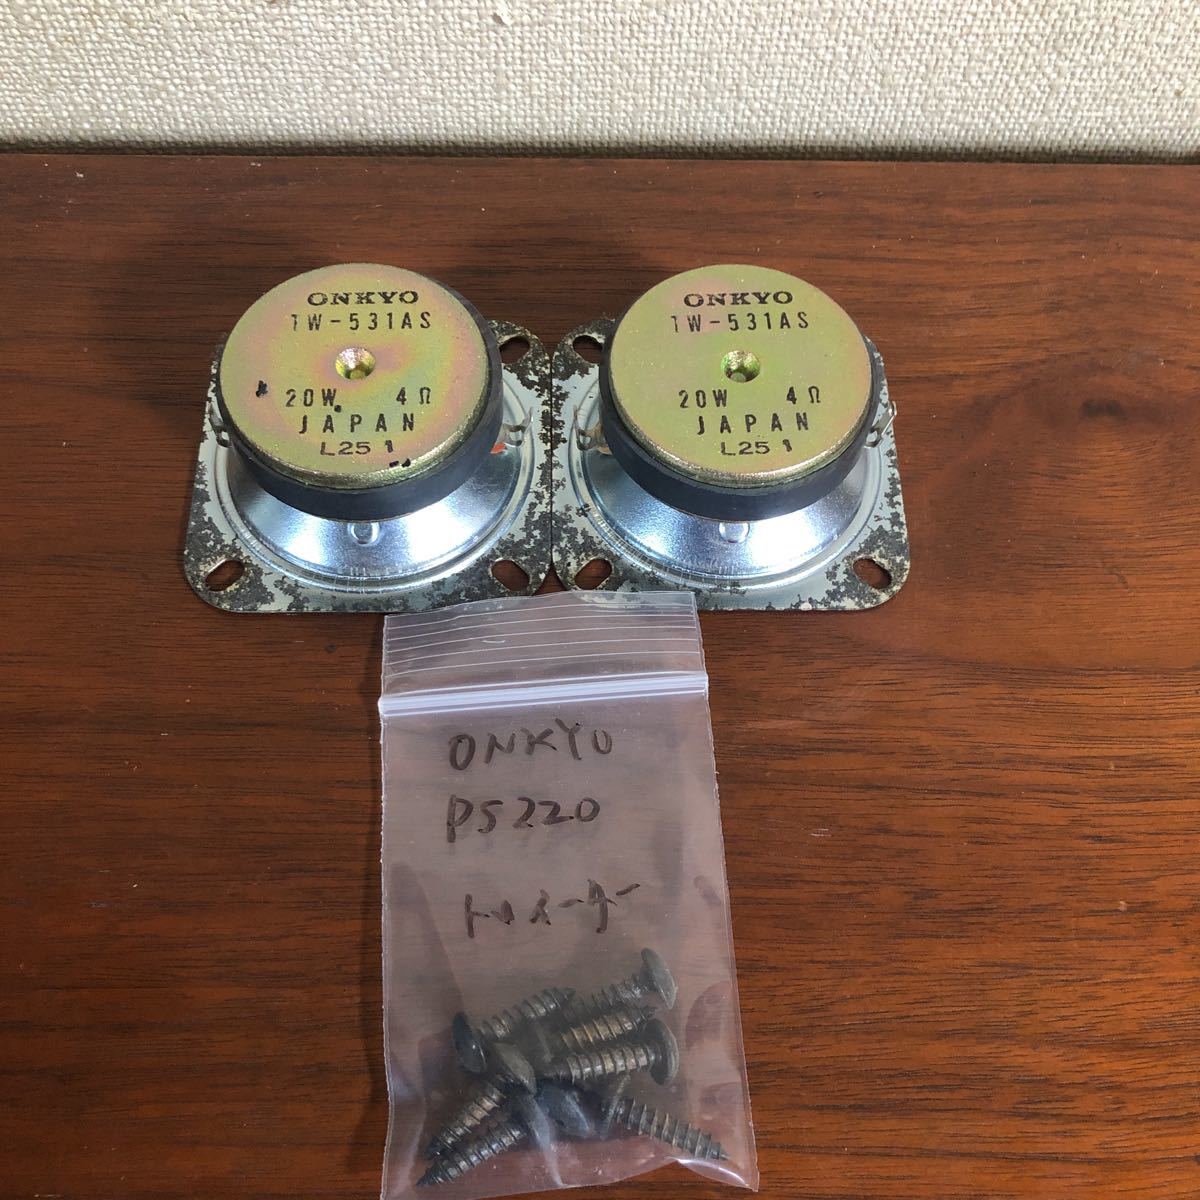 ONKYO
TW-531AS
20W 4Ω
JAPAN
L25 1
ONKYO
TW-531AS
20W 4Ω
JAPAN
L25 1
ONKYO
PS220
トゥイーター